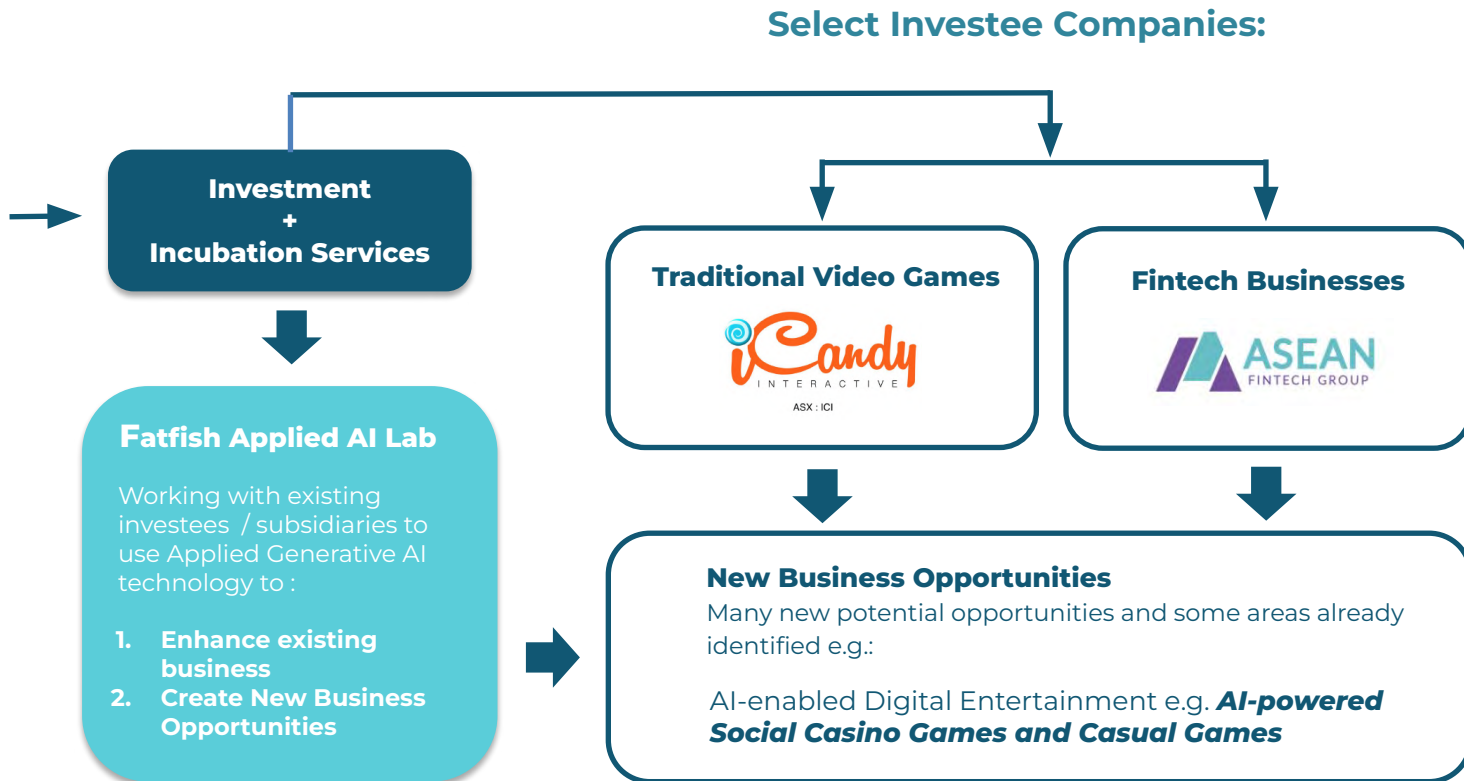 Select Investee Companies:
Investment
+
Incubation Services
Traditional Video Games
iCandy
INTERACTIVE
ASX : ICI
Fintech Businesses
ASEAN
FINTECH GROUP
Fatfish Applied AI Lab
Working with existing
investees / subsidiaries to
use Applied Generative AI
technology to :
1. Enhance existing
business
2. Create New Business
Opportunities
New Business Opportunities
Many new potential opportunities and some areas already
identified e.g.:
AI-enabled Digital Entertainment e.g. AI-powered
Social Casino Games and Casual Games